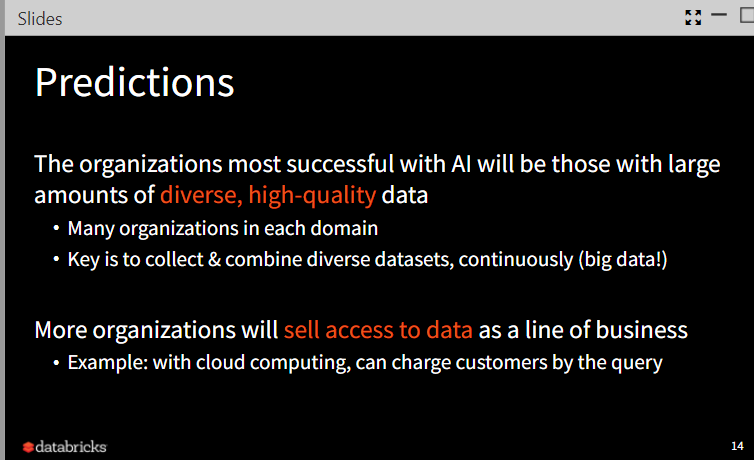 Slides
Predictions
The organizations most successful with AI will be those with large
amounts of diverse, high-quality data
• Many organizations in each domain
• Key is to collect & combine diverse datasets, continuously (big data!)
More organizations will sell access to data as a line of business
• Example: with cloud computing, can charge customers by the query
databricks
14